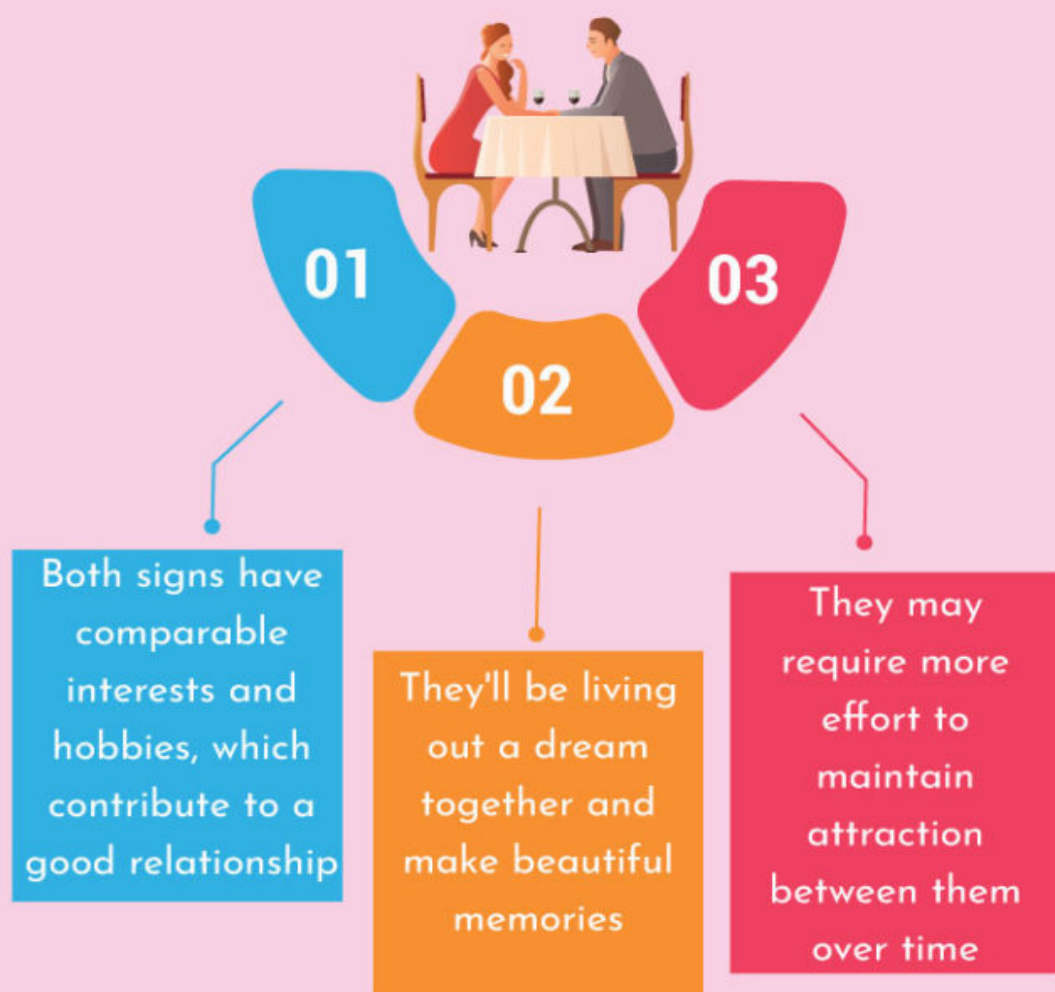 01
02
03
Both signs have
comparable
interests and
hobbies, which
contribute to a
good relationship
They'll be living
out a dream
together and
make beautiful
memories
They may
require more
effort to
maintain
attraction
between them
over time